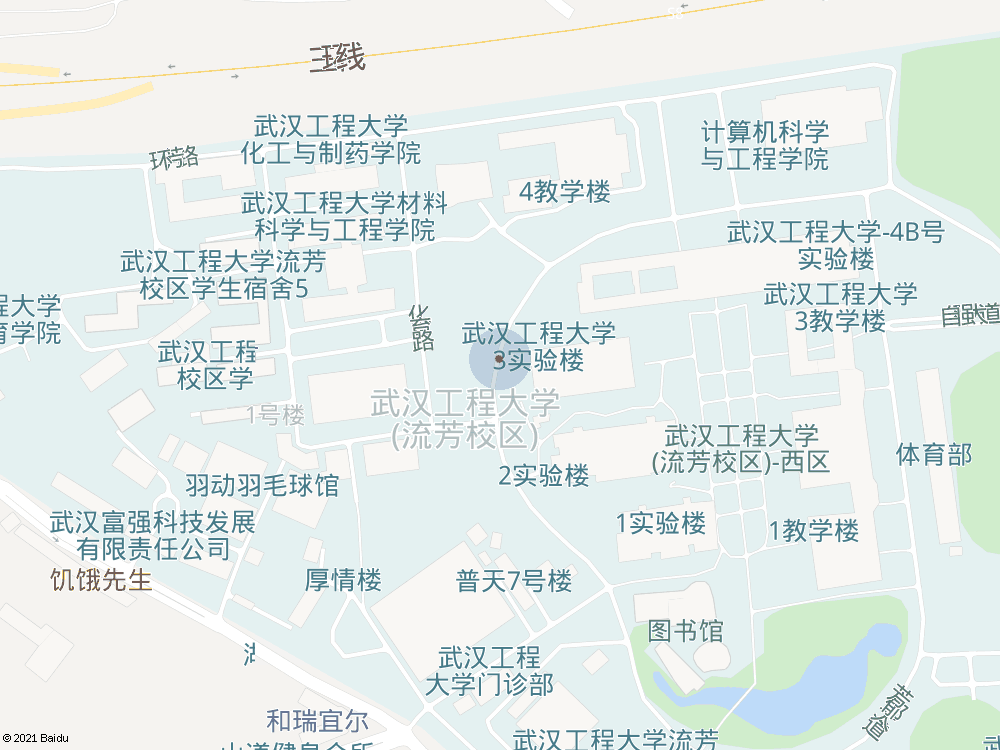 武汉工程大学
化工与制药学院
计算机科学
与工程学院
4教学楼
武汉工程大学材料
科学与工程学院
武汉工程大学-4B号
实验楼
武汉工程大学流芳
校区学生宿舍5
武汉工程大学
3教学楼
程大学
育学院
武汉工程大学
3实验楼
武汉工程
校区学
武汉工程大学
(流芳校区)
1号楼
武汉工程大学
(流芳校区)-西区
体育部
2实验楼
羽动羽毛球馆
武汉富强科技发展
有限责任公司
1实验楼
1教学楼
饥饿先生
厚情楼
普天7号楼
图书馆
武汉工程
大学门诊部
和瑞宜尔
武汉工程大学流芳
© 2021 Baidu